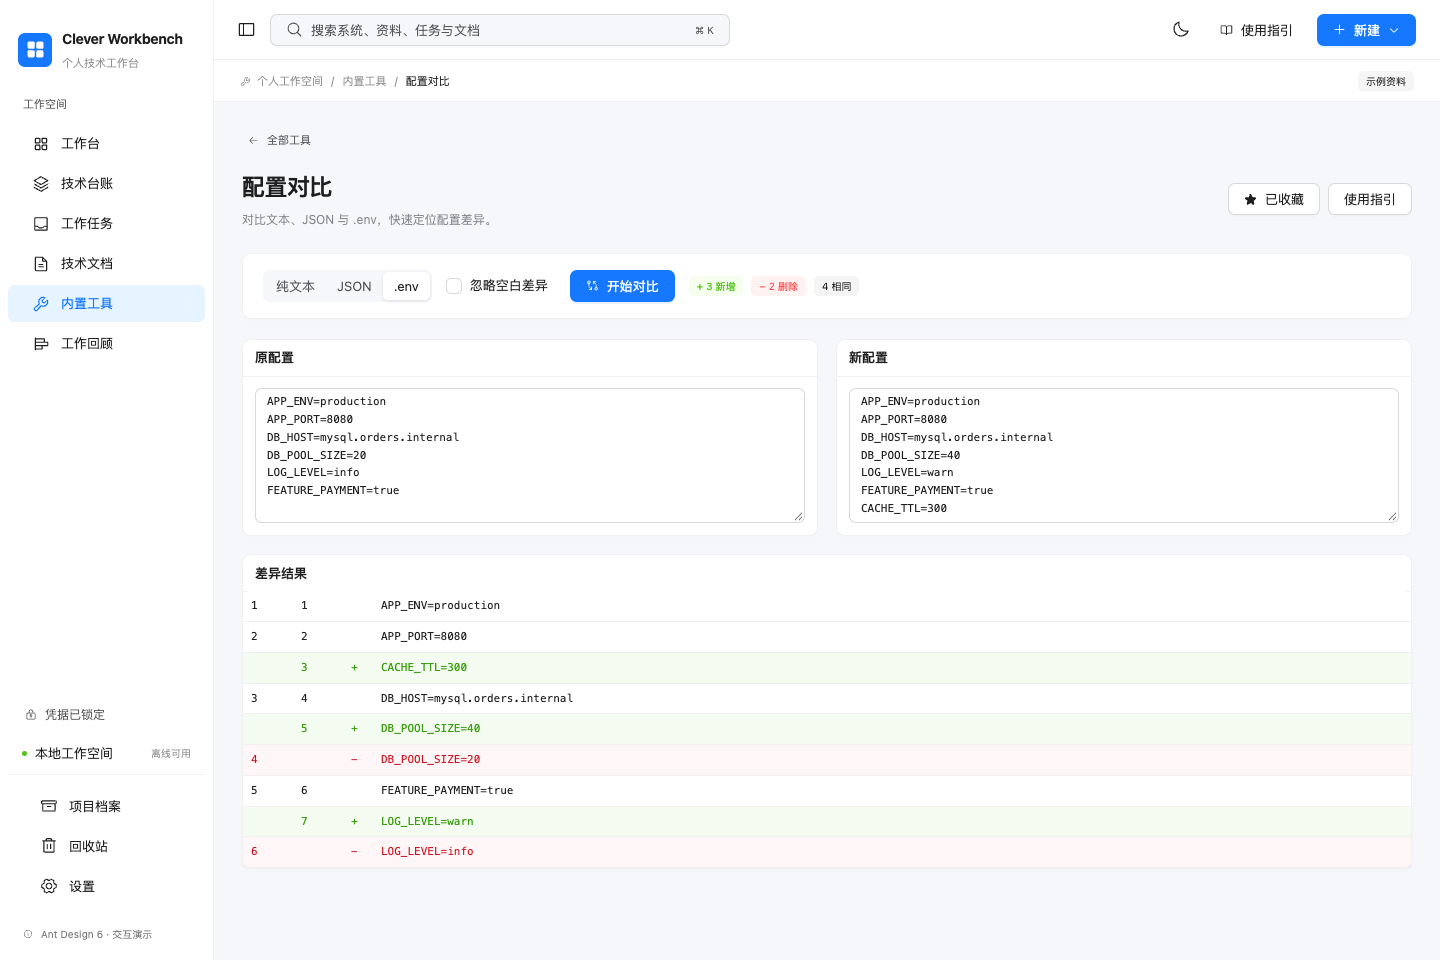 Clever Workbench
个人技术工作台
搜索系统、资料、任务与文档
⌘ K
使用指引
新建
个人工作空间 / 内置工具 / 配置对比
示例资料
工作空间
工作台
技术台账
工作任务
技术文档
内置工具
工作回顾
凭据已锁定
本地工作空间
离线可用
项目档案
回收站
设置
Ant Design 6 · 交互演示
← 全部工具
配置对比
对比文本、JSON 与 .env，快速定位配置差异。
已收藏
使用指引
纯文本
JSON
.env
忽略空白差异
开始对比
+ 3 新增
− 2 删除
4 相同
原配置
APP_ENV=production
APP_PORT=8080
DB_HOST=mysql.orders.internal
DB_POOL_SIZE=20
LOG_LEVEL=info
FEATURE_PAYMENT=true
新配置
APP_ENV=production
APP_PORT=8080
DB_HOST=mysql.orders.internal
DB_POOL_SIZE=40
LOG_LEVEL=warn
FEATURE_PAYMENT=true
CACHE_TTL=300
差异结果
1 1 APP_ENV=production
2 2 APP_PORT=8080
3 + CACHE_TTL=300
3 4 DB_HOST=mysql.orders.internal
5 + DB_POOL_SIZE=40
4 − DB_POOL_SIZE=20
5 6 FEATURE_PAYMENT=true
7 + LOG_LEVEL=warn
6 − LOG_LEVEL=info